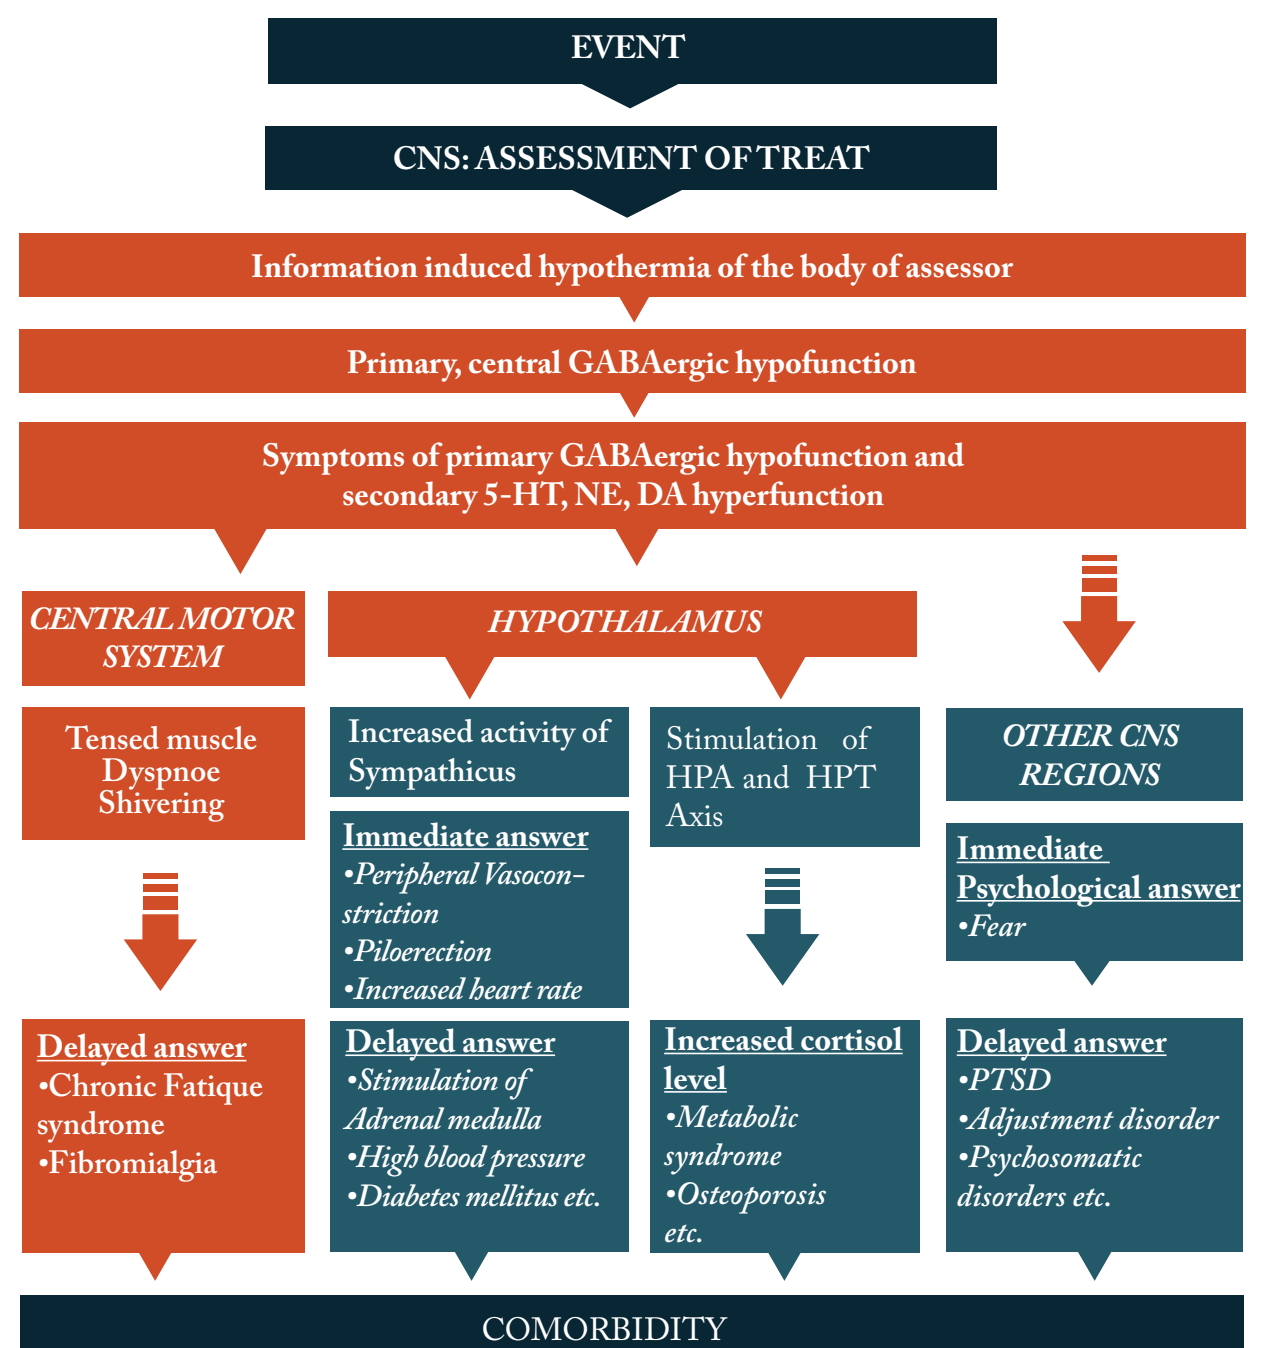 EVENT
CNS: ASSESSMENT OF TREAT
Information induced hypothermia of the body of assessor
Primary, central GABAergic hypofunction
Symptoms of primary GABAergic hypofunction and
secondary 5-HT, NE, DA hyperfunction
CENTRAL MOTOR
SYSTEM
Tensed muscle
Dyspnoe
Shivering
Delayed answer
•Chronic Fatique
syndrome
•Fibromialgia
HYPOTHALAMUS
Increased activity of
Sympathicus
Immediate answer
•Peripheral Vasocon-
striction
•Piloerection
•Increased heart rate
Delayed answer
•Stimulation of
Adrenal medulla
•High blood pressure
•Diabetes mellitus etc.
Stimulation of
HPA and HPT
Axis
Increased cortisol
level
•Metabolic
syndrome
•Osteoporosis
etc.
OTHER CNS
REGIONS
Immediate
Psychological answer
•Fear
Delayed answer
•PTSD
•Adjustment disorder
•Psychosomatic
disorders etc.
COMORBIDITY